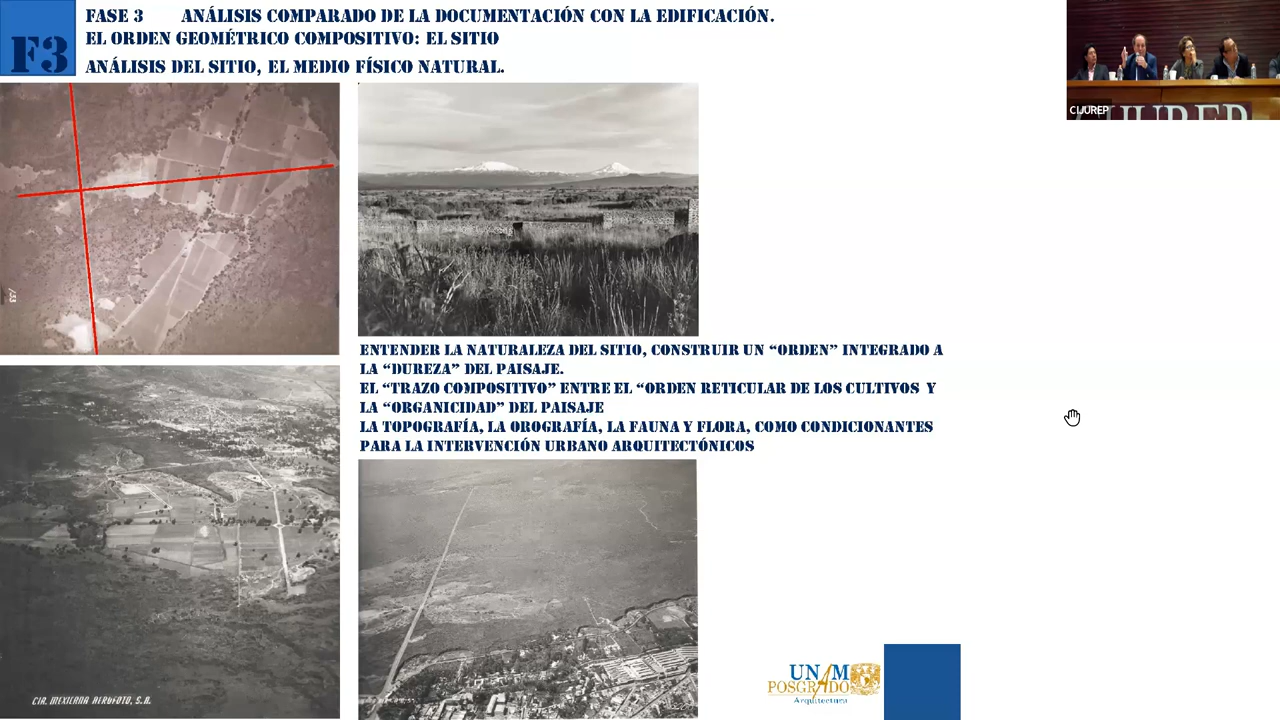 F3
FASE 3 ANÁLISIS COMPARADO DE LA DOCUMENTACIÓN CON LA EDIFICACIÓN.
EL ORDEN GEOMÉTRICO COMPOSITIVO: EL SITIO
ANÁLISIS DEL SITIO, EL MEDIO FÍSICO NATURAL.
CIJUREP
CIJUREP
ENTENDER LA NATURALEZA DEL SITIO, CONSTRUIR UN “ORDEN” INTEGRADO A
LA “DUREZA” DEL PAISAJE.
EL “TRAZO COMPOSITIVO” ENTRE EL “ORDEN RETICULAR DE LOS CULTIVOS Y
LA “ORGANICIDAD” DEL PAISAJE
LA TOPOGRAFÍA, LA OROGRAFÍA, LA FAUNA Y FLORA, COMO CONDICIONANTES
PARA LA INTERVENCIÓN URBANO ARQUITECTÓNICOS
CIA. MEXICANA AEROFOTO, S.A.
UNAM
POSGRADO
Arquitectura